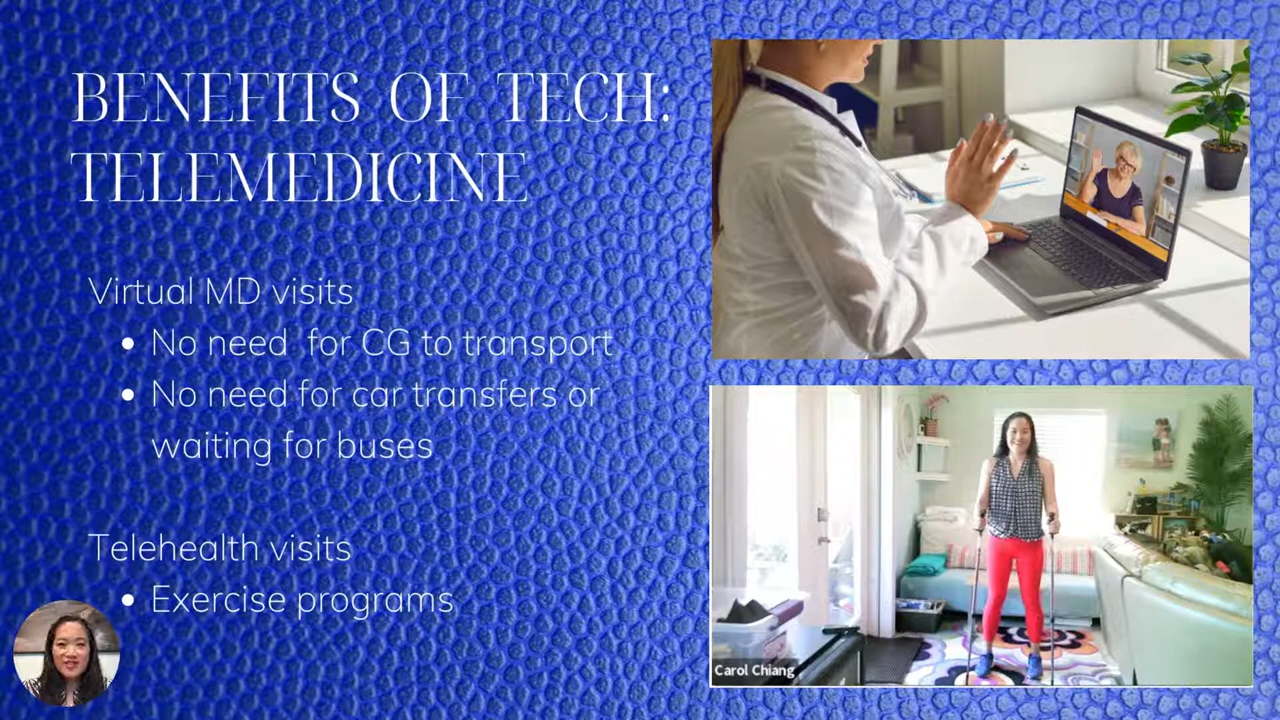 BENEFITS OF TECH:
TELEMEDICINE
Virtual MD visits
• No need for CG to transport
• No need for car transfers or
waiting for buses
Telehealth visits
• Exercise programs
Carol Chiang